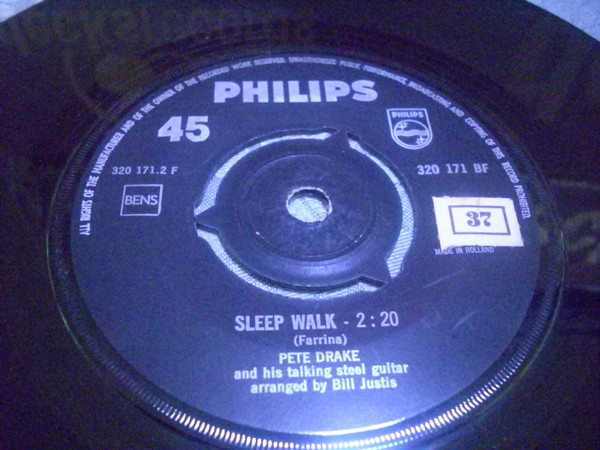 ALL RIGHTS OF THE MANUFACTURER AND OF THE OWNER OF THE RECORDED WORK RESERVED. UNAUTHORISED PUBLIC PERFORMANCE, BROADCASTING AND COPYING OF THIS RECORD PROHIBITED.
PHILIPS
45
PHILIPS
320 171.2 F
320 171 BF
BENS
37
MADE IN HOLLAND
SLEEP WALK - 2:20
(Farrina)
PETE DRAKE
and his talking steel guitar
arranged by Bill Justis